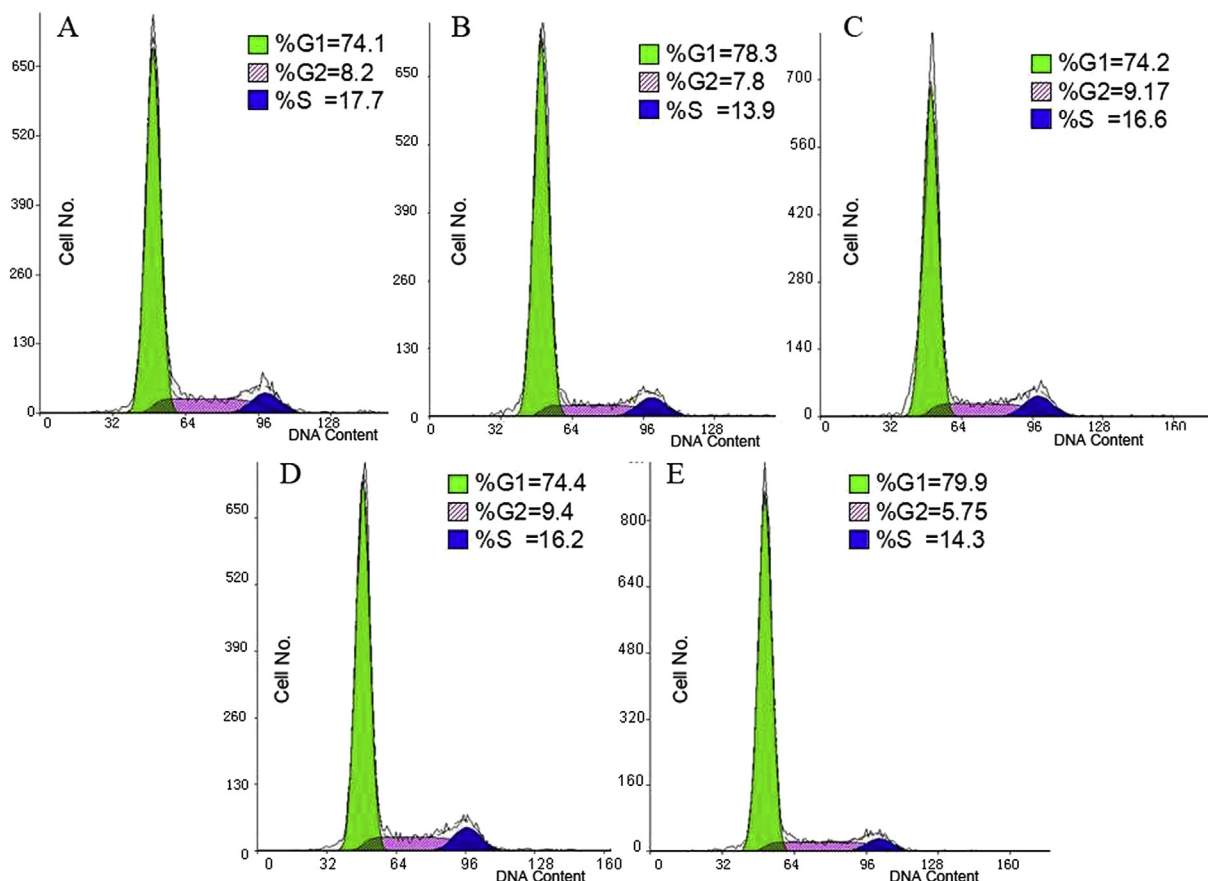 A
%G1=74.1
%G2=8.2
%S =17.7
650
520
390
260
130
0
Cell No.
0 32 64 96 128
DNA Content
B
%G1=78.3
%G2=7.8
%S =13.9
650
520
390
260
130
0
Cell No.
0 32 64 96 128
DNA Content
C
%G1=74.2
%G2=9.17
%S =16.6
700
560
420
280
140
0
Cell No.
0 32 64 96 128 160
DNA Content
D
%G1=74.4
%G2=9.4
%S =16.2
650
520
390
260
130
0
Cell No.
0 32 64 96 128 160
DNA Content
E
%G1=79.9
%G2=5.75
%S =14.3
800
640
480
320
160
0
Cell No.
0 32 64 96 128 160
DNA Content